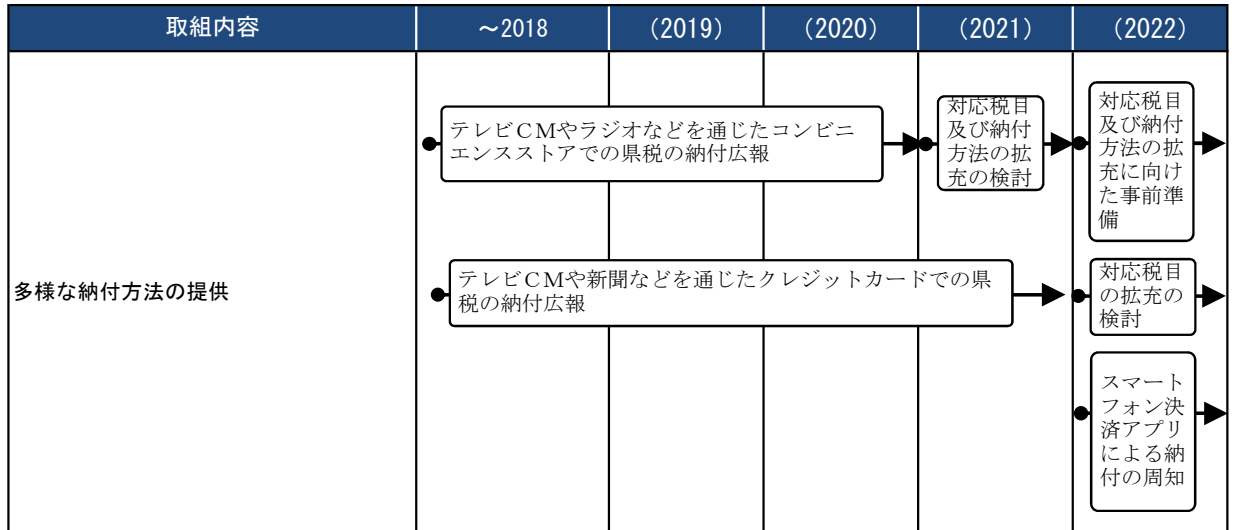 取組内容 ～2018 （2019） （2020） （2021） （2022）
テレビＣＭやラジオなどを通じたコンビニ
エンスストアでの県税の納付広報
対応税目
及び納付
方法の拡
充の検討
対応税目
及び納付
方法の拡
充に向け
た事前準
備
多様な納付方法の提供
テレビＣＭや新聞などを通じたクレジットカードでの県
税の納付広報
対応税目
の拡充の
検討
スマート
フォン決
済アプリ
による納
付の周知